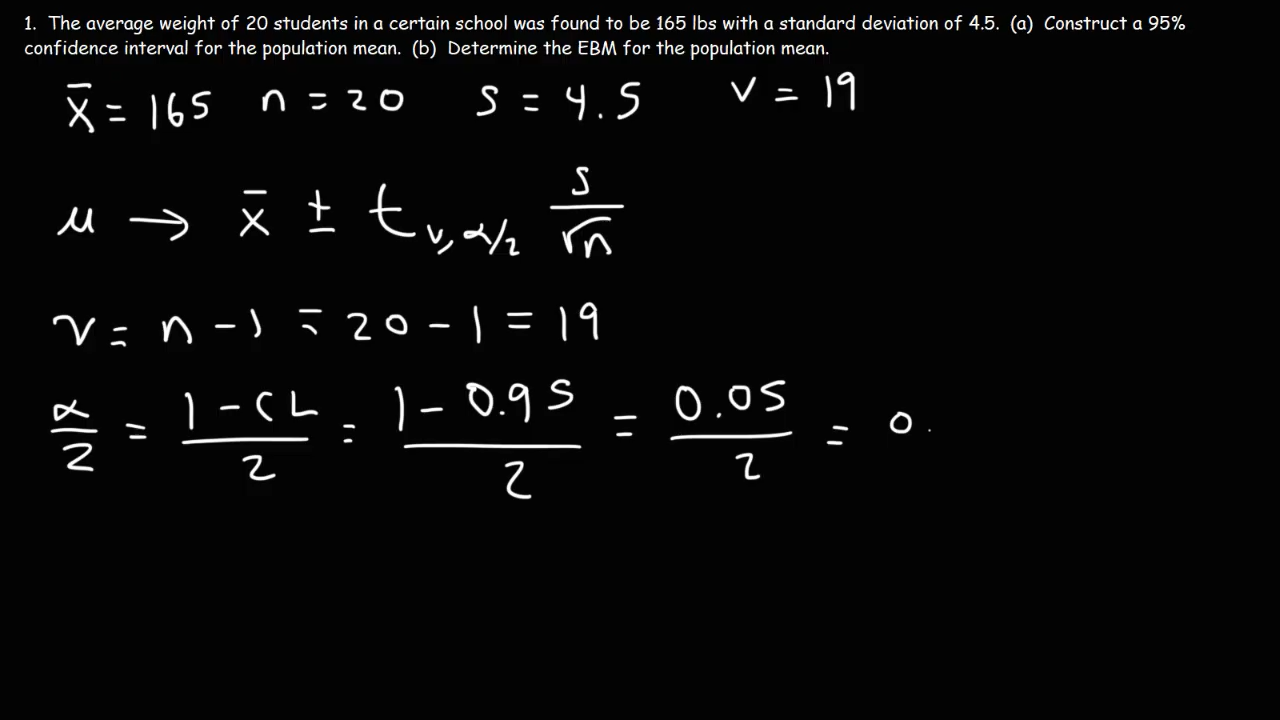 1. The average weight of 20 students in a certain school was found to be 165 lbs with a standard deviation of 4.5. (a) Construct a 95%
confidence interval for the population mean. (b) Determine the EBM for the population mean.
x̄ = 165 n = 20 s = 4.5 v = 19
μ → x̄ ± t_{v, α/2} s/√n
v = n - 1 = 20 - 1 = 19
α/2 = (1 - CL)/2 = (1 - 0.95)/2 = 0.05/2 = 0.